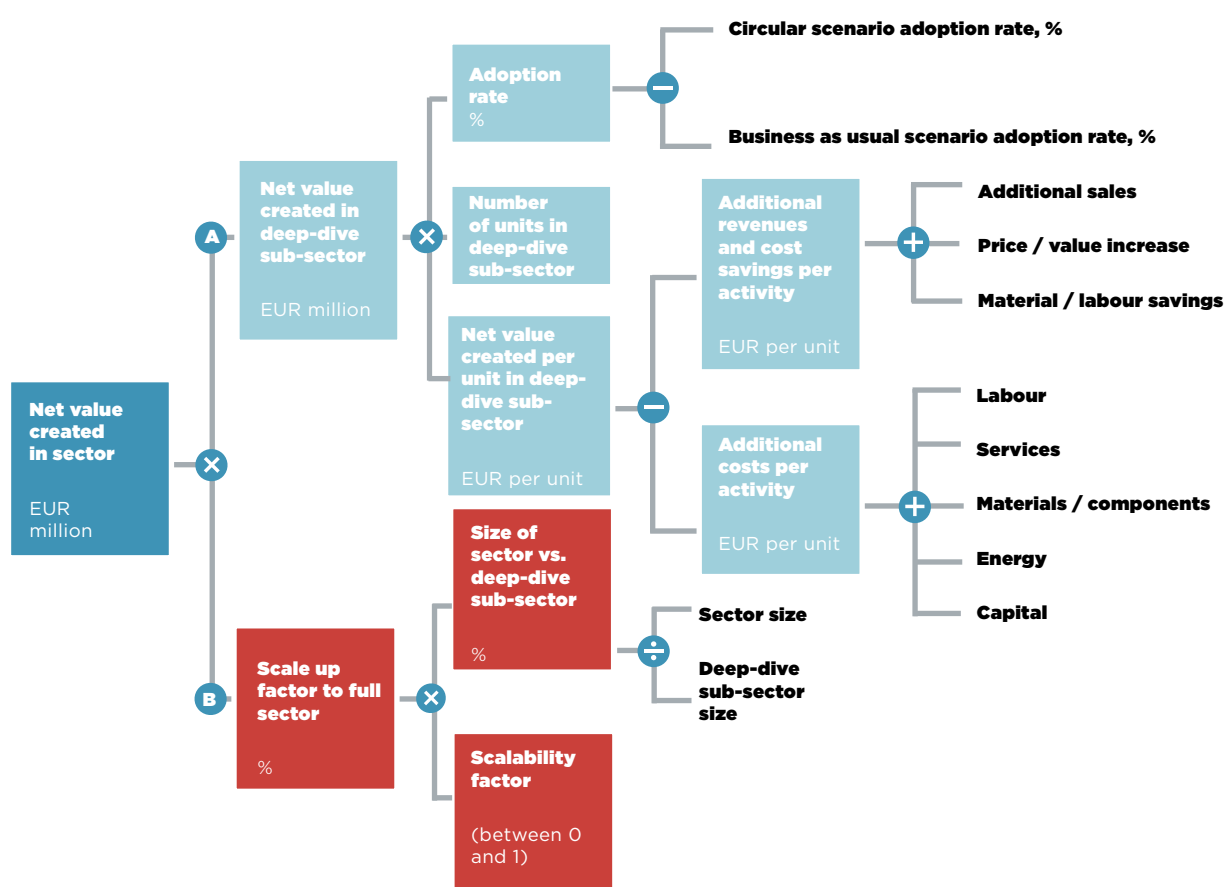 Net value
created
in sector
EUR
million
×
A
B
Net value
created in
deep-dive
sub-sector
EUR million
×
Adoption
rate
%
−
Circular scenario adoption rate, %
Business as usual scenario adoption rate, %
Number
of units in
deep-dive
sub-sector
Net value
created per
unit in deep-
dive sub-
sector
EUR per unit
−
Additional
revenues
and cost
savings per
activity
EUR per unit
+
Additional sales
Price / value increase
Material / labour savings
Additional
costs per
activity
EUR per unit
+
Labour
Services
Materials / components
Energy
Capital
Scale up
factor to full
sector
%
×
Size of
sector vs.
deep-dive
sub-sector
%
÷
Sector size
Deep-dive
sub-sector
size
Scalability
factor
(between 0
and 1)